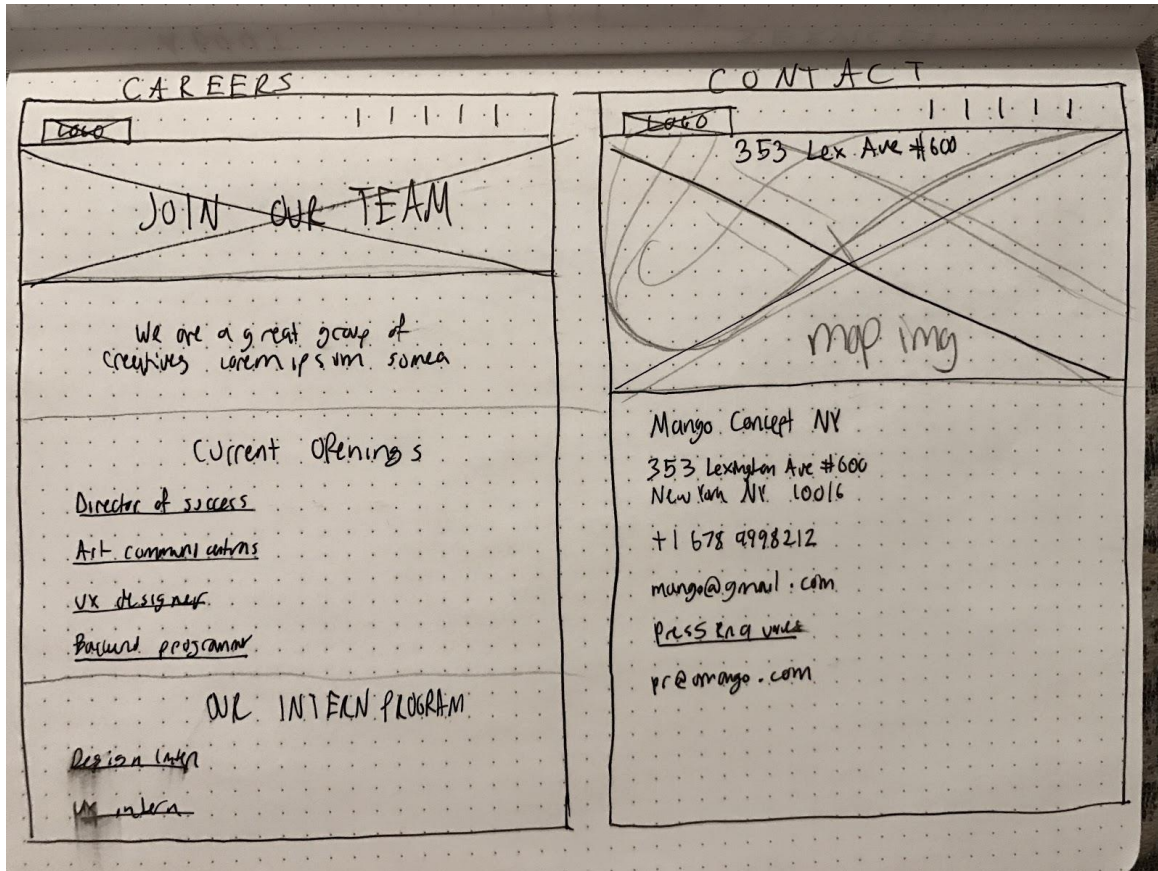 CAREERS
LOGO
JOIN OUR TEAM
We are a great group of
creatives lorem ipsum somea
Current Openings
Director of success
Art communications
UX designer
Backend programmer
OUR INTERN PROGRAM
Design Intern
UX intern
CONTACT
LOGO
353 Lex Ave #600
map img
Mango Concept NY
353 Lexington Ave #600
New York NY 10016
+1 678 9998212
mango@gmail.com
Press Enquires
pr@mango.com